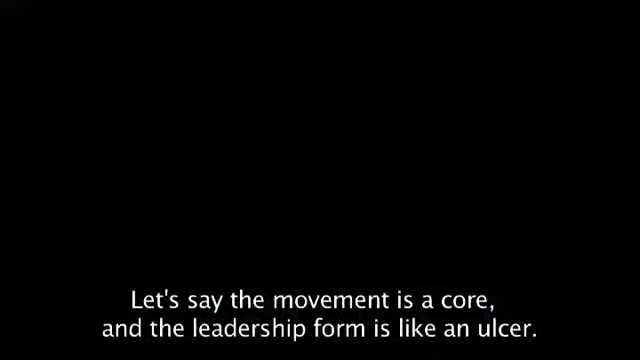 Let's say the movement is a core,
and the leadership form is like an ulcer.